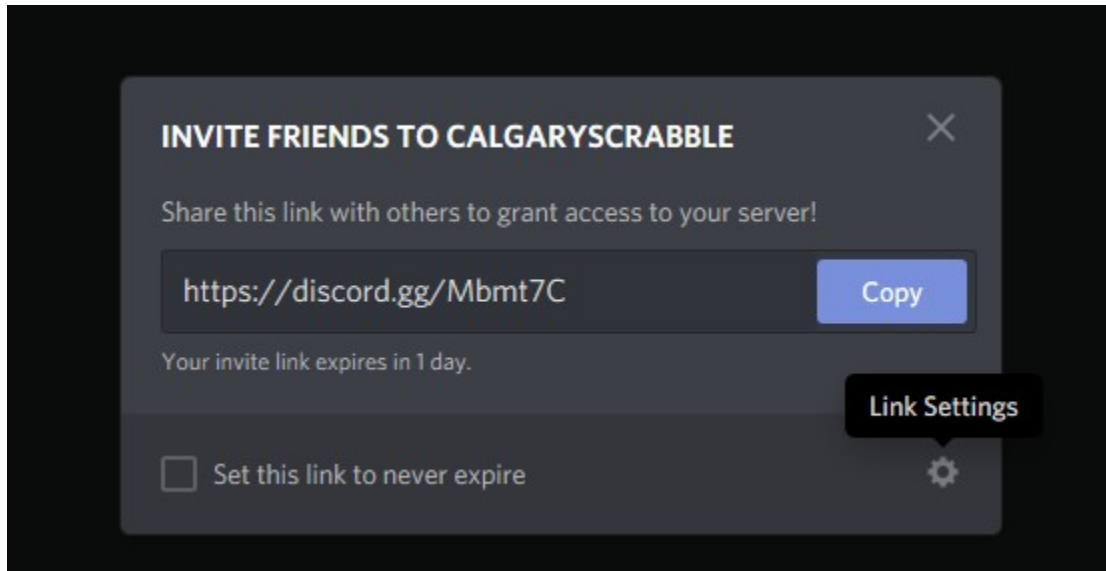 INVITE FRIENDS TO CALGARYSCRABBLE
Share this link with others to grant access to your server!
https://discord.gg/Mbmt7C
Copy
Your invite link expires in 1 day.
Link Settings
Set this link to never expire